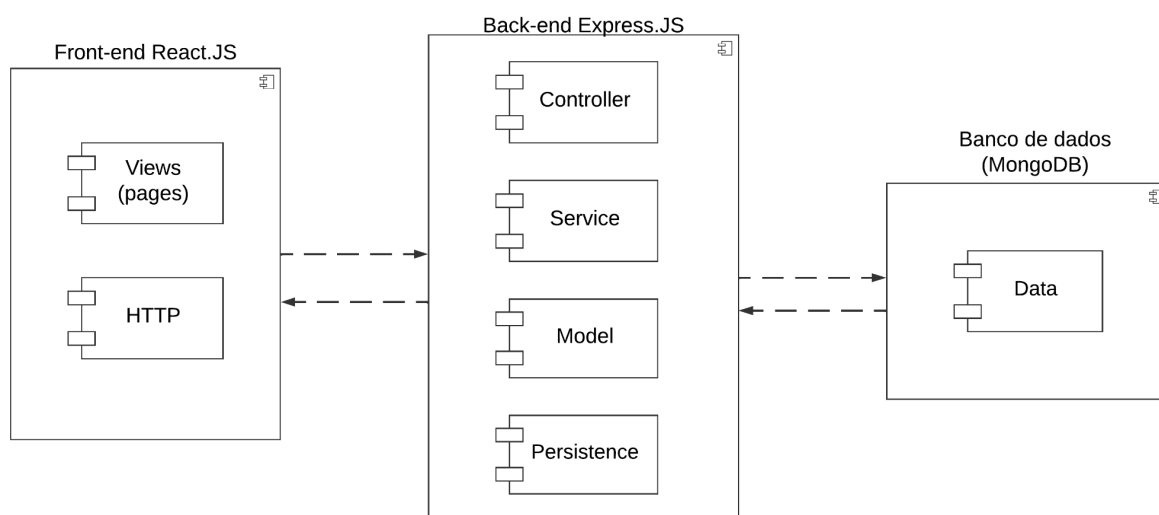 Front-end React.JS
Views
(pages)
HTTP
Back-end Express.JS
Controller
Service
Model
Persistence
Banco de dados
(MongoDB)
Data